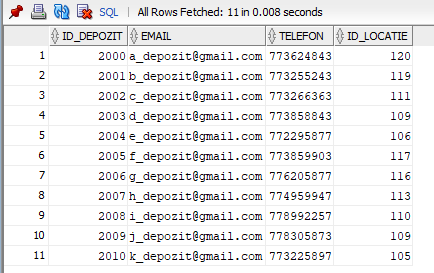 SQL | All Rows Fetched: 11 in 0.008 seconds
ID_DEPOZIT EMAIL TELEFON ID_LOCATIE
1 2000 a_depozit@gmail.com 773624843 120
2 2001 b_depozit@gmail.com 773255243 119
3 2002 c_depozit@gmail.com 773266363 111
4 2003 d_depozit@gmail.com 773858843 109
5 2004 e_depozit@gmail.com 772295877 106
6 2005 f_depozit@gmail.com 773859903 117
7 2006 g_depozit@gmail.com 776205877 116
8 2007 h_depozit@gmail.com 774959947 113
9 2008 i_depozit@gmail.com 778992257 110
10 2009 j_depozit@gmail.com 778305873 109
11 2010 k_depozit@gmail.com 773225897 105